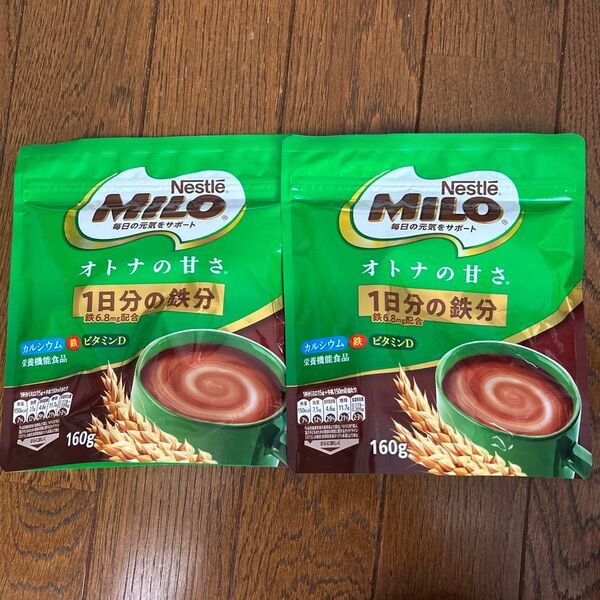 Nestlé®
MILO®
毎日の元気をサポート
オトナの甘さ®
1日分の鉄分
鉄6.8mg配合
カルシウム 鉄 ビタミンD
栄養機能食品
160g
Nestlé®
MILO®
毎日の元気をサポート
オトナの甘さ®
1日分の鉄分
鉄6.8mg配合
カルシウム 鉄 ビタミンD
栄養機能食品
160g